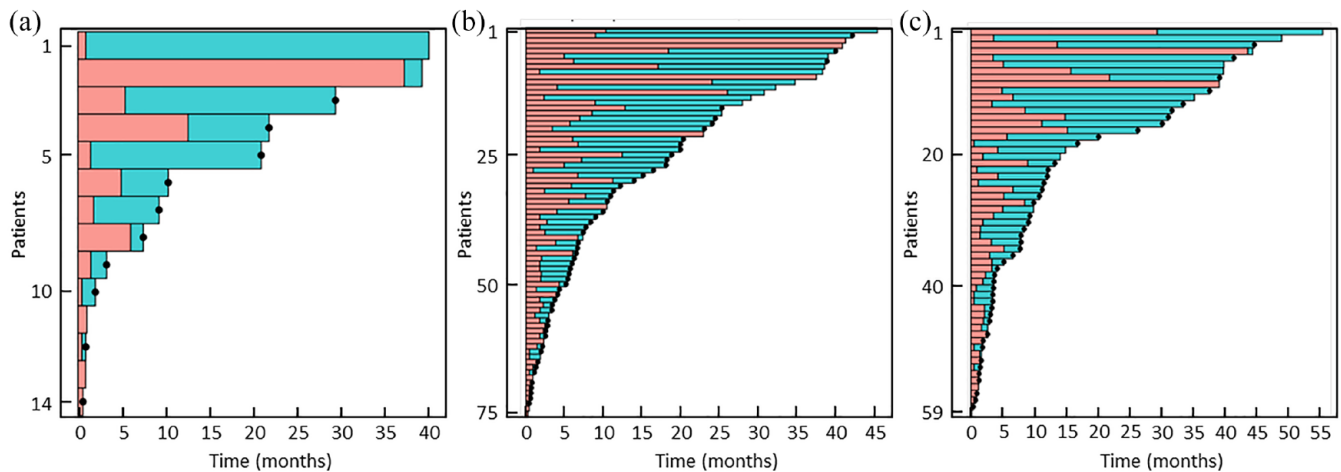 (a)
1
5
10
14
Patients
0 5 10 15 20 25 30 35 40
Time (months)
(b)
1
25
50
75
Patients
0 5 10 15 20 25 30 35 40 45
Time (months)
(c)
1
20
40
59
Patients
0 5 10 15 20 25 30 35 40 45 50 55
Time (months)